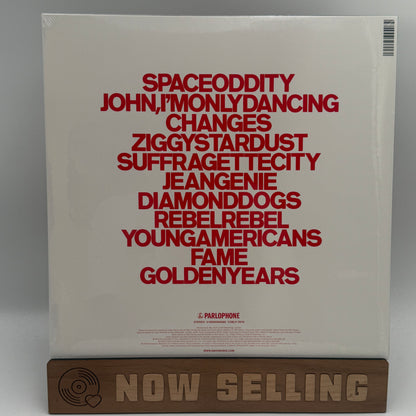 SPACEODDITY
JOHN,I'MONLYDANCING
CHANGES
ZIGGYSTARDUST
SUFFRAGETTECITY
JEANGENIE
DIAMONDDOGS
REBELREBEL
YOUNGAMERICANS
FAME
GOLDENYEARS
PARLOPHONE
NOW SELLING